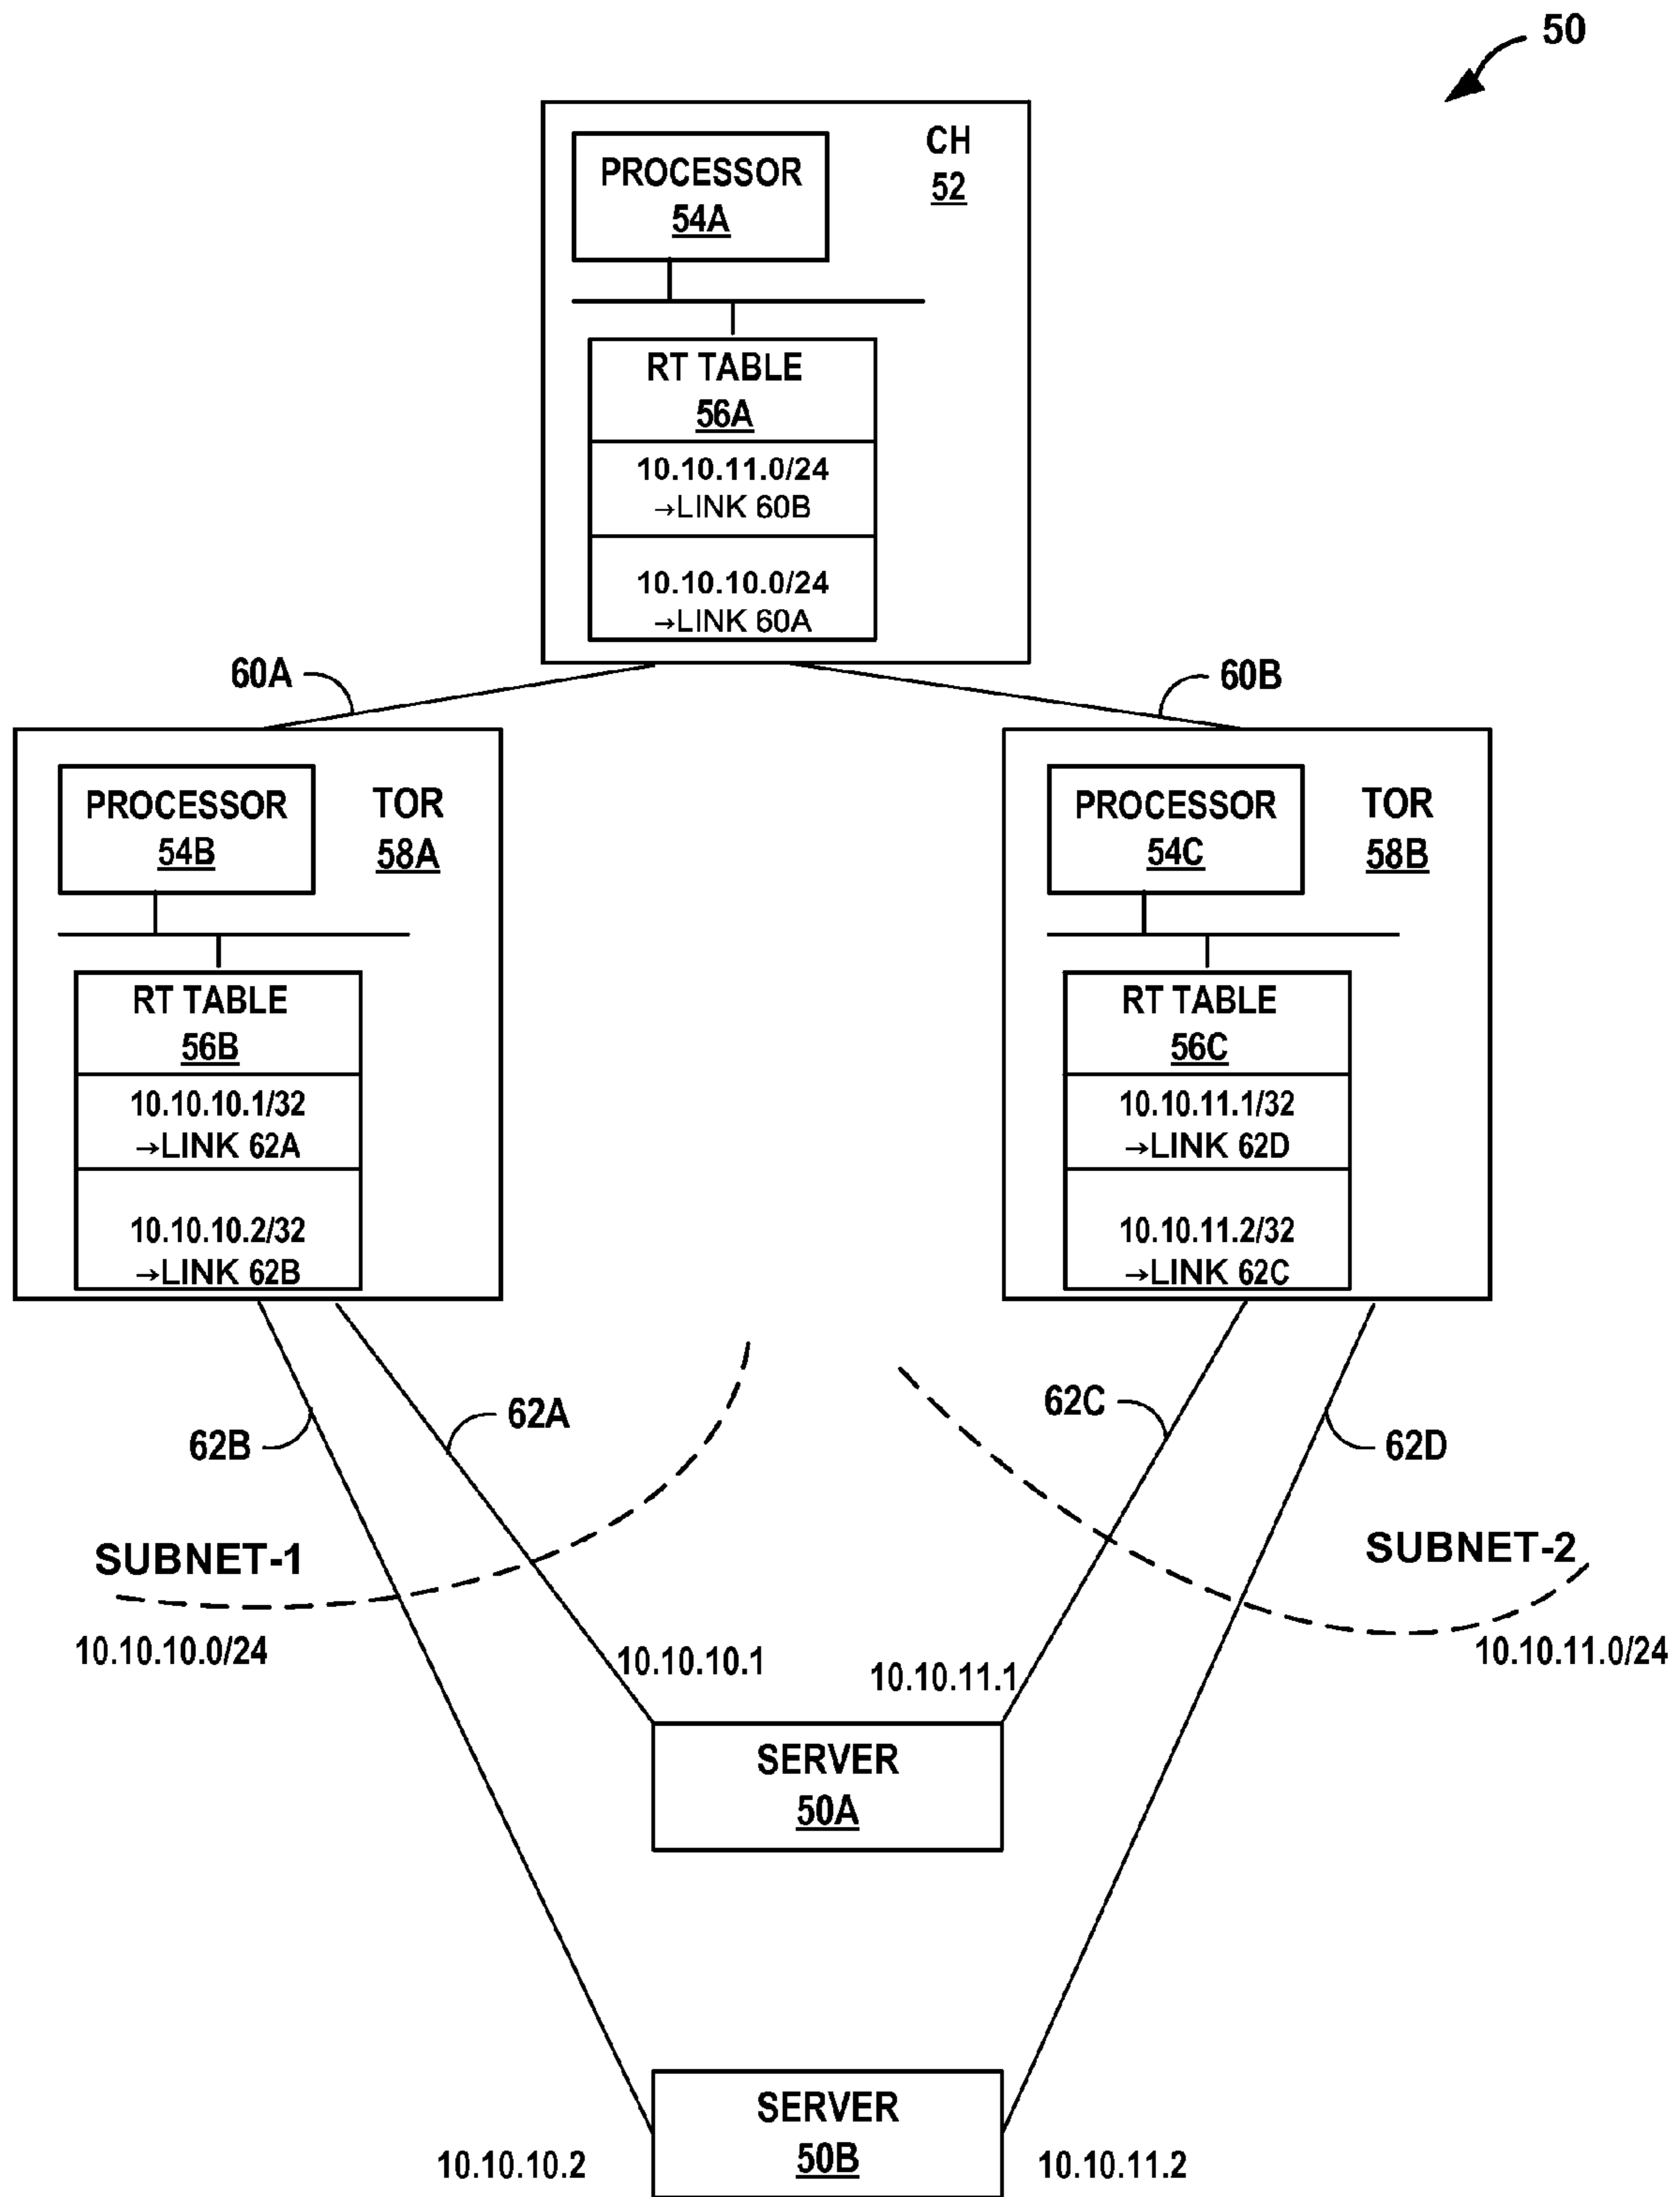 50
CH
52
PROCESSOR
54A
RT TABLE
56A
10.10.11.0/24
→LINK 60B
10.10.10.0/24
→LINK 60A
60A
60B
PROCESSOR
54B
TOR
58A
RT TABLE
56B
10.10.10.1/32
→LINK 62A
10.10.10.2/32
→LINK 62B
PROCESSOR
54C
TOR
58B
RT TABLE
56C
10.10.11.1/32
→LINK 62D
10.10.11.2/32
→LINK 62C
62B
62A
62C
62D
SUBNET-1
10.10.10.0/24
SUBNET-2
10.10.11.0/24
10.10.10.1
10.10.11.1
SERVER
50A
SERVER
50B
10.10.10.2
10.10.11.2